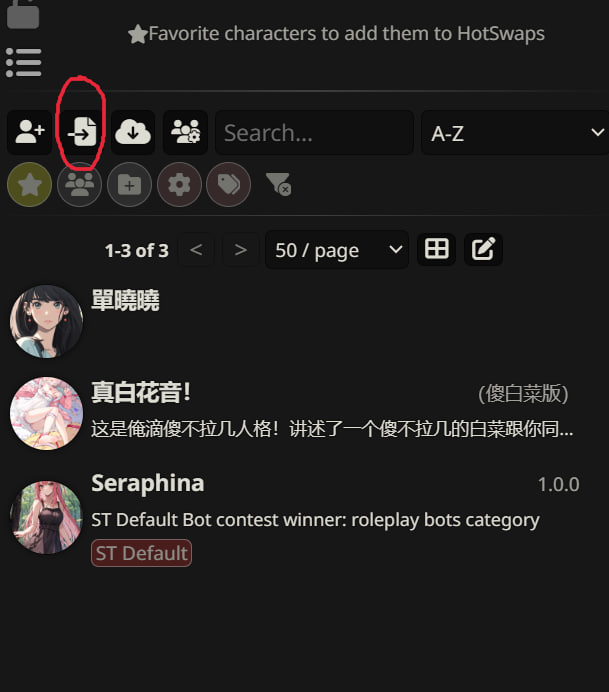 Favorite characters to add them to HotSwaps
Search...
A-Z
1-3 of 3 < > 50 / page
單曉曉
真白花音！ (傻白菜版)
这是俺滴傻不拉几人格！讲述了一个傻不拉几的白菜跟你同...
Seraphina 1.0.0
ST Default Bot contest winner: roleplay bots category
ST Default